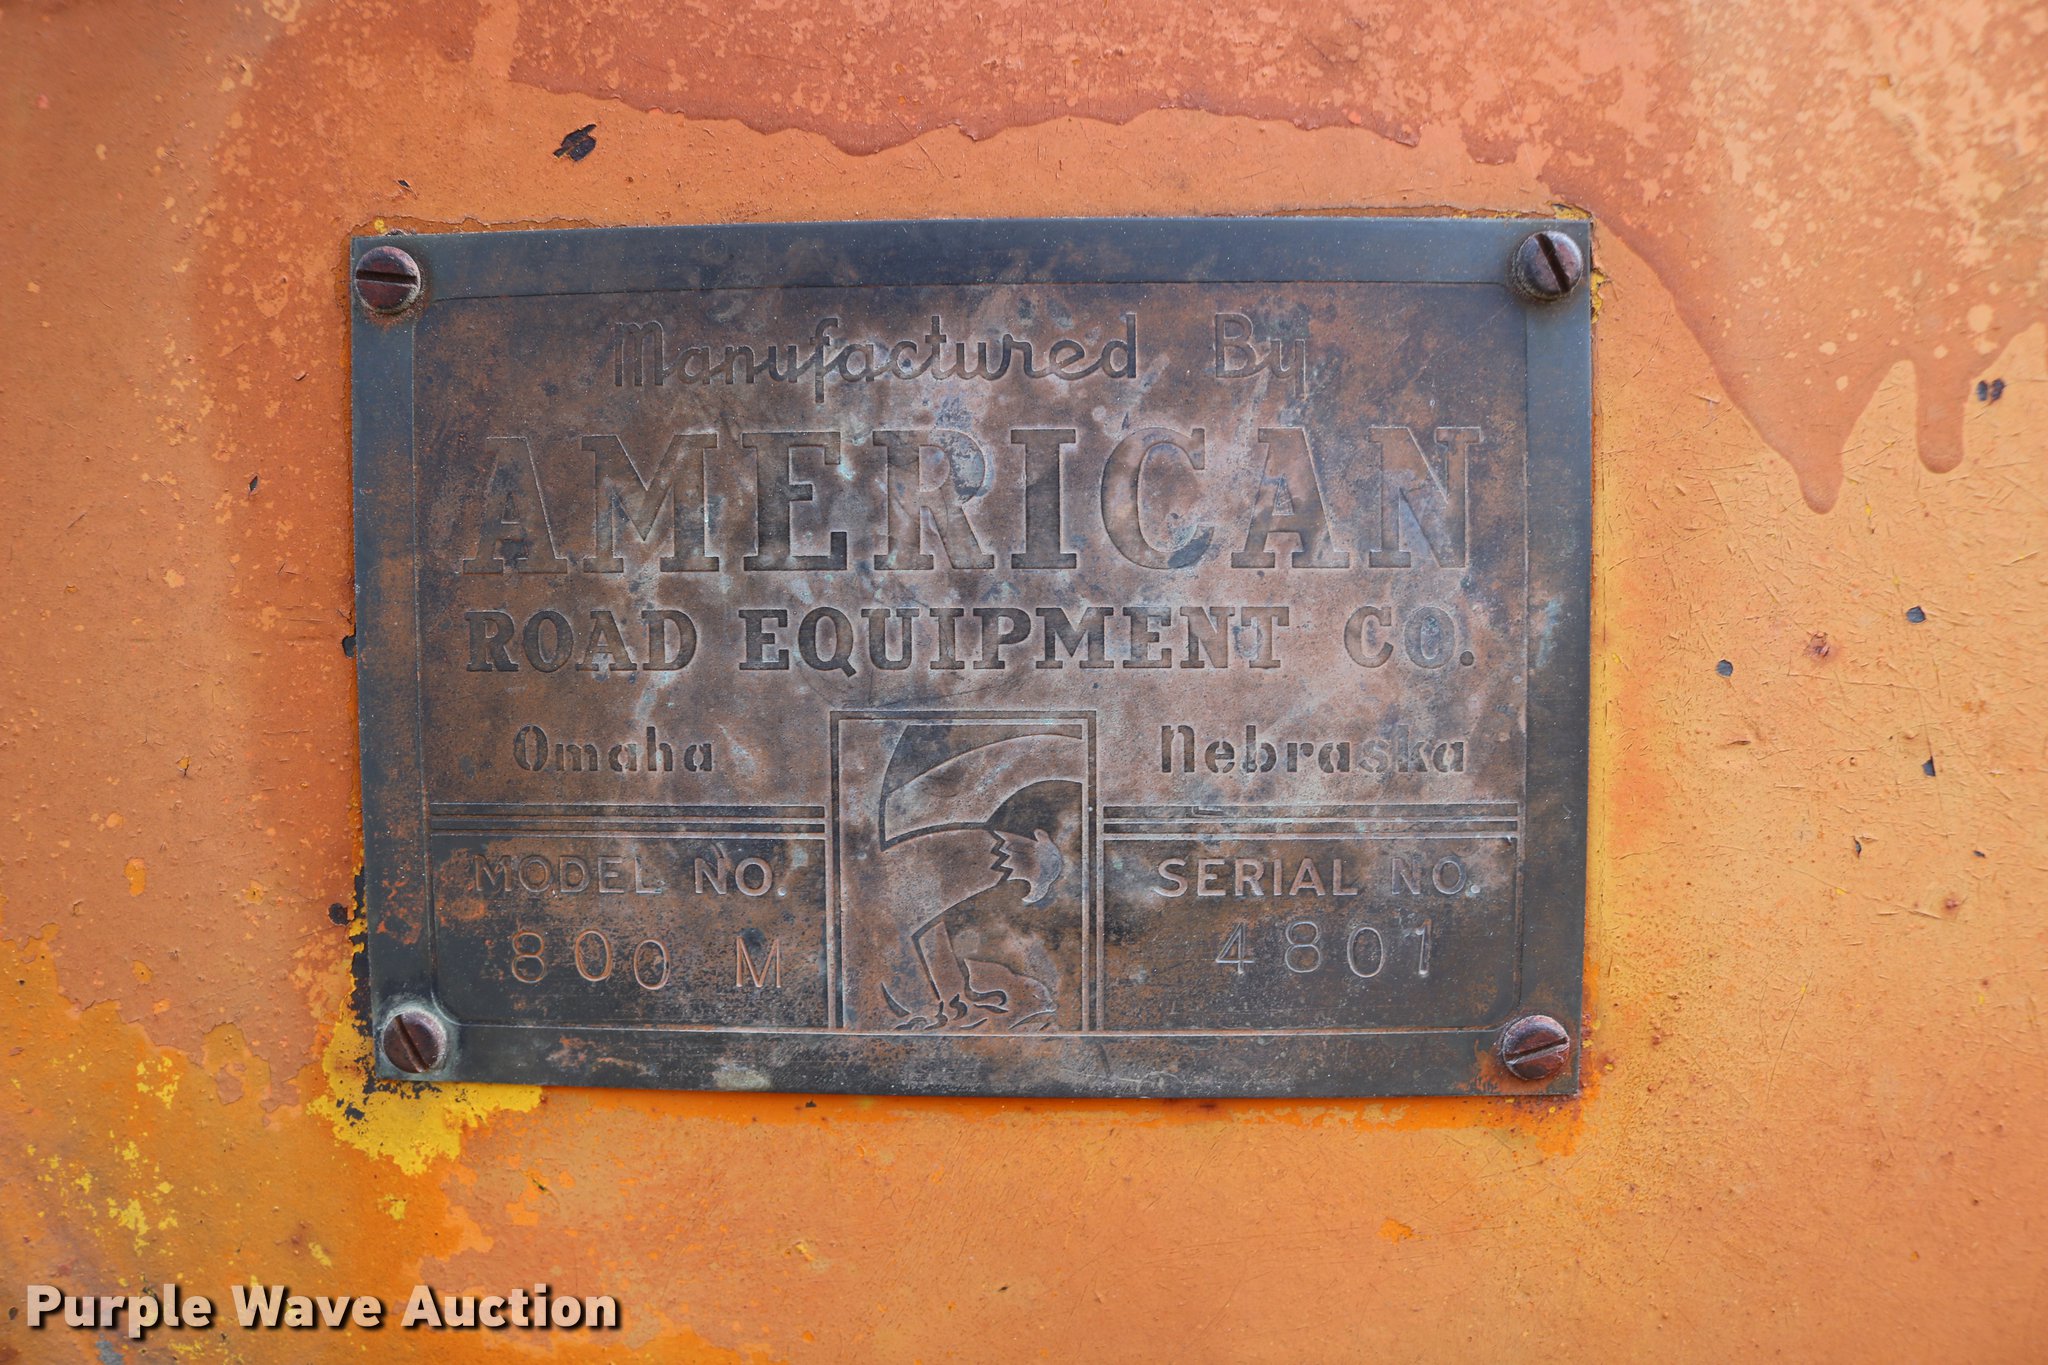 Manufactured By
AMERICAN
ROAD EQUIPMENT CO.
Omaha Nebraska
MODEL NO. SERIAL NO.
800 M 4801
Purple Wave Auction